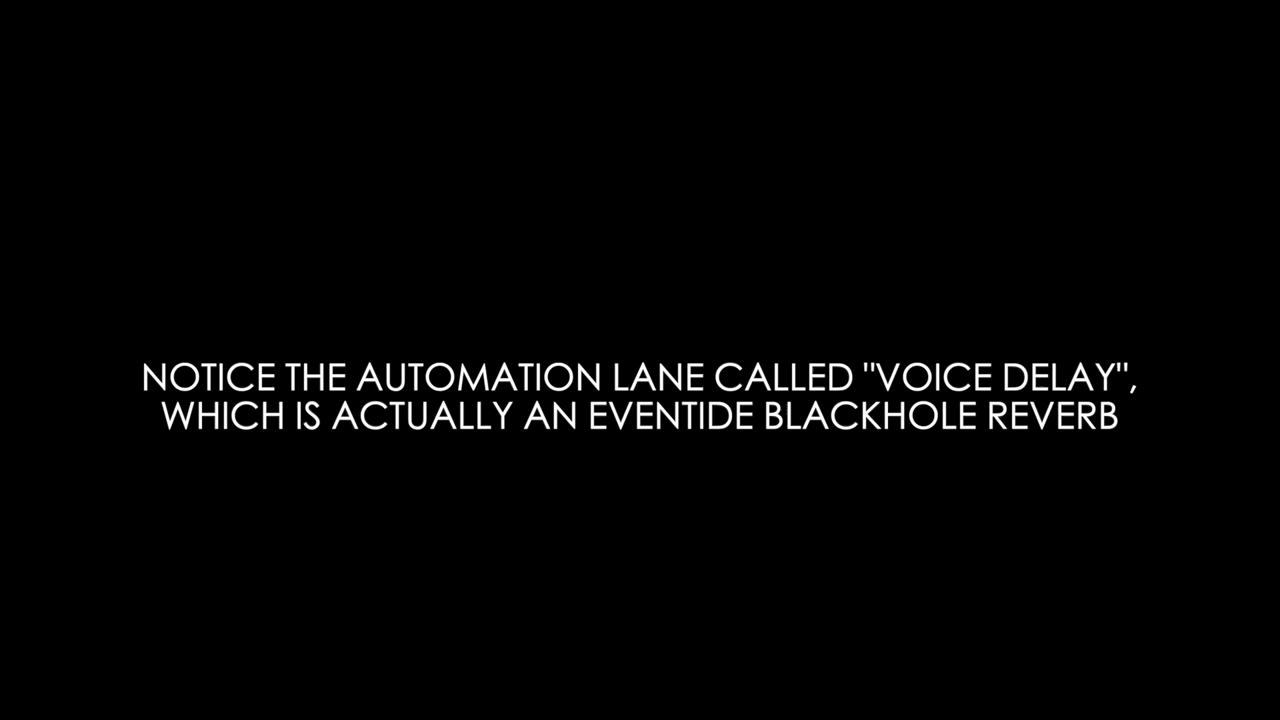 NOTICE THE AUTOMATION LANE CALLED "VOICE DELAY",
WHICH IS ACTUALLY AN EVENTIDE BLACKHOLE REVERB